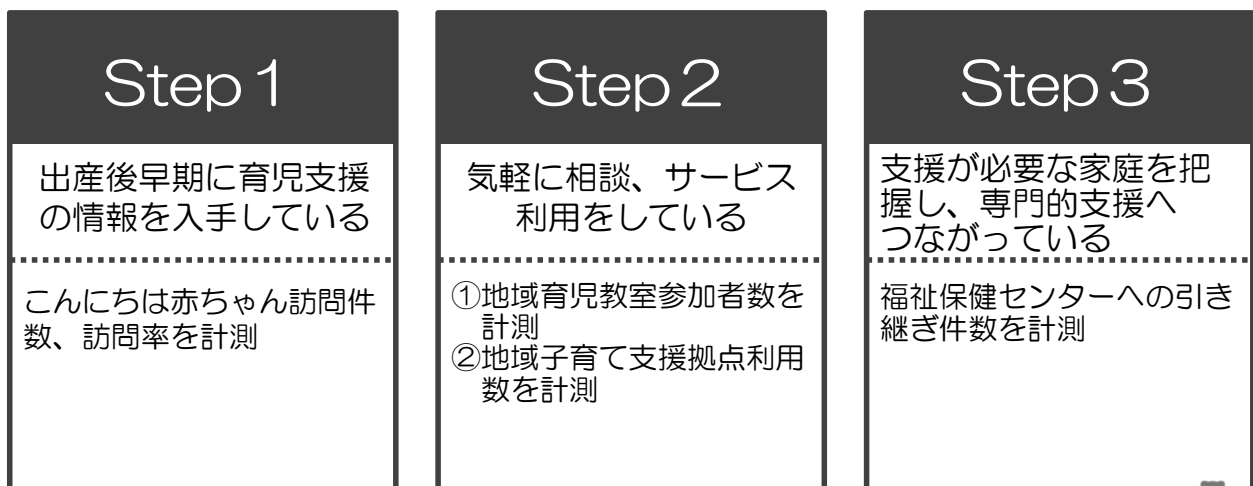 Step1
出産後早期に育児支援
の情報を入手している
こんにちは赤ちゃん訪問件
数、訪問率を計測
Step2
気軽に相談、サービス
利用をしている
①地域育児教室参加者数を
計測
②地域子育て支援拠点利用
数を計測
Step3
支援が必要な家庭を把
握し、専門的支援へ
つながっている
福祉保健センターへの引き
継ぎ件数を計測